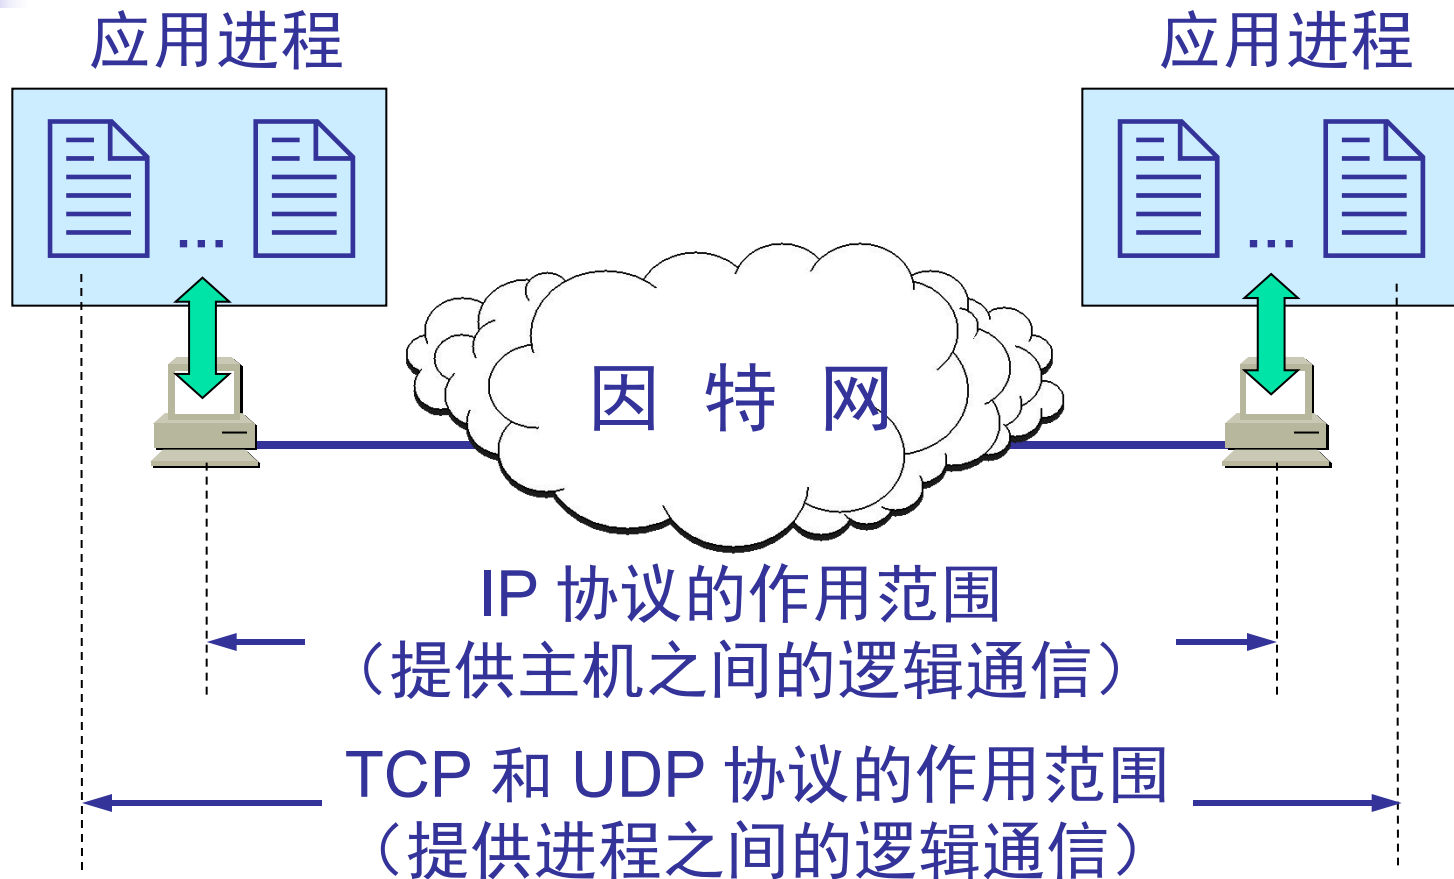 应用进程
应用进程
...
...
因特网
IP 协议的作用范围
（提供主机之间的逻辑通信）
TCP 和 UDP 协议的作用范围
（提供进程之间的逻辑通信）